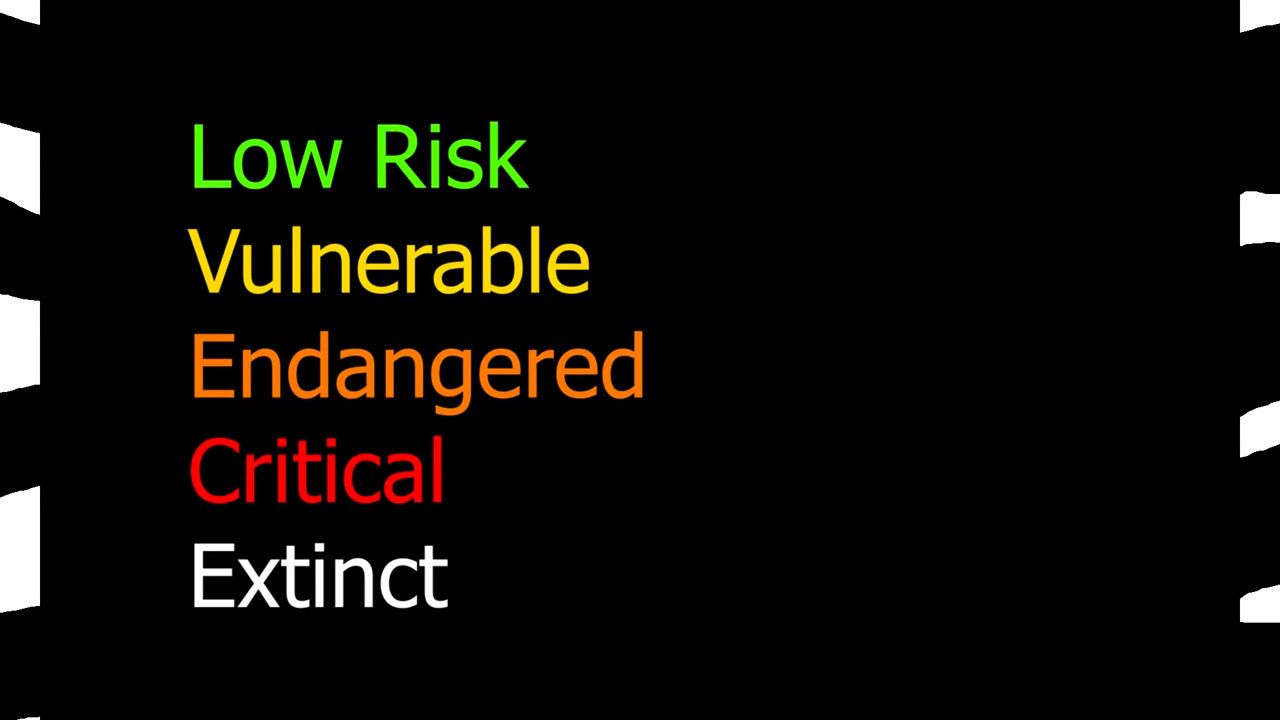 Low Risk
Vulnerable
Endangered
Critical
Extinct